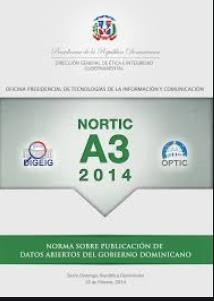 Presidencia de la República Dominicana
DIRECCIÓN GENERAL DE ÉTICA E INTEGRIDAD
GUBERNAMENTAL
OFICINA PRESIDENCIAL DE TECNOLOGÍAS DE LA INFORMACIÓN Y COMUNICACIÓN
NORTIC
A3
2014
DIGEIG
OPTIC
NORMA SOBRE PUBLICACIÓN DE
DATOS ABIERTOS DEL GOBIERNO DOMINICANO
Santo Domingo, República Dominicana